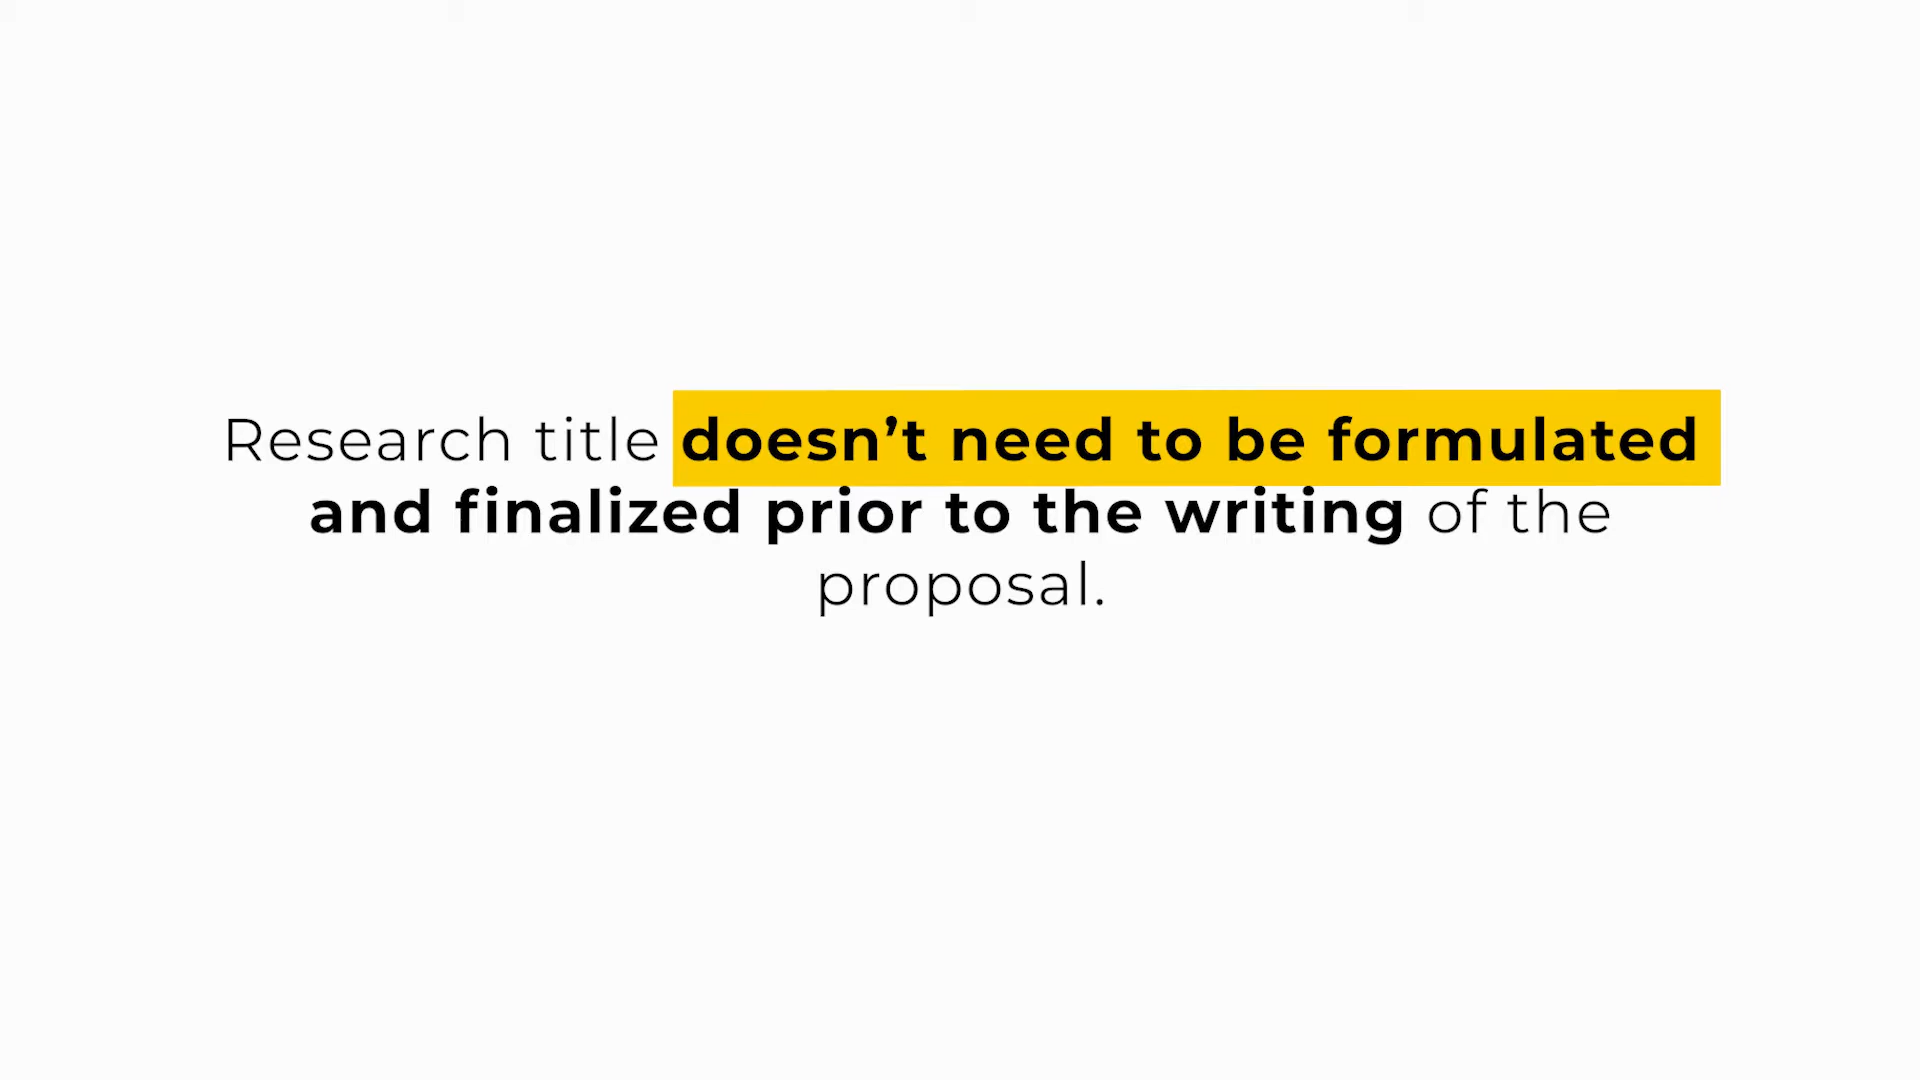 Research title doesn’t need to be formulated
and finalized prior to the writing of the
proposal.